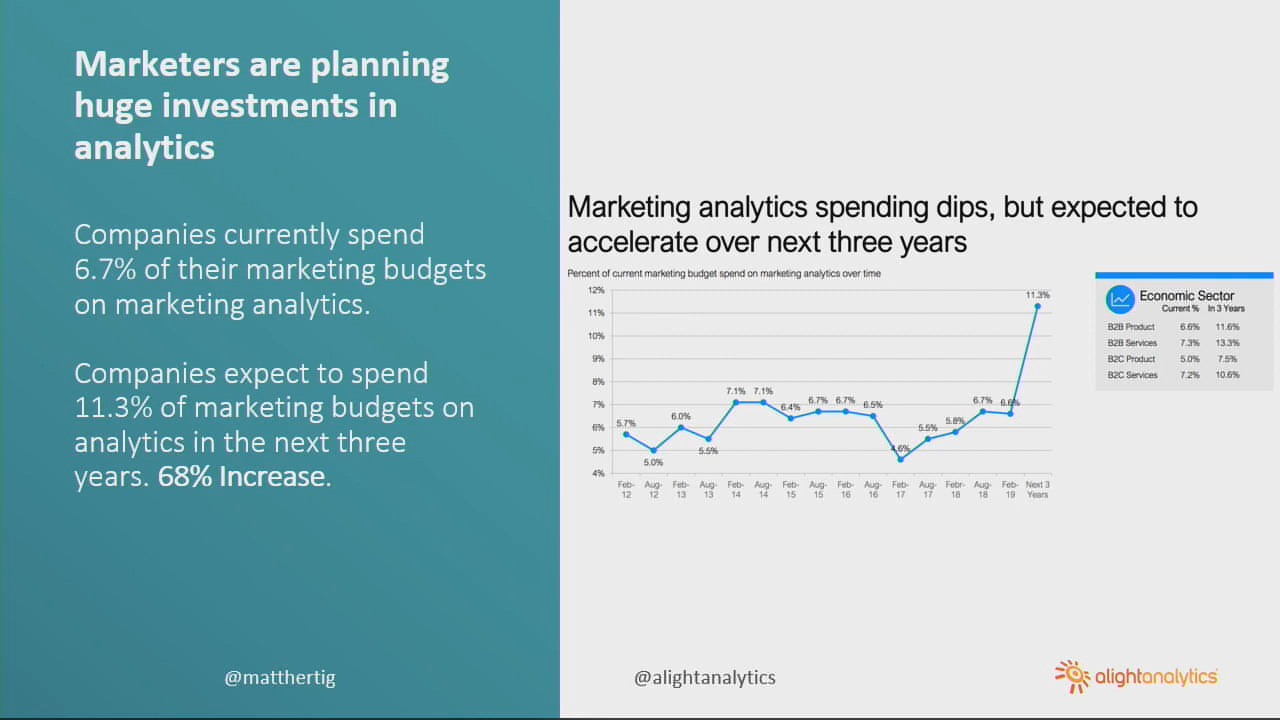 Marketers are planning
huge investments in
analytics
Companies currently spend
6.7% of their marketing budgets
on marketing analytics.
Companies expect to spend
11.3% of marketing budgets on
analytics in the next three
years. 68% Increase.
@matthertig
Marketing analytics spending dips, but expected to
accelerate over next three years
Percent of current marketing budget spend on marketing analytics over time
12%
11%
10%
9%
8%
7%
6%
5%
4%
5.7%
5.0%
6.0%
5.5%
7.1%
7.1%
6.4%
6.7%
6.7%
6.5%
4.6%
5.5%
5.8%
6.7%
6.6%
11.3%
Feb-12
Aug-12
Feb-13
Aug-13
Feb-14
Aug-14
Feb-15
Aug-15
Feb-16
Aug-16
Feb-17
Aug-17
Febr-18
Aug-18
Feb-19
Next 3 Years
Economic Sector
Current % In 3 Years
B2B Product 6.6% 11.6%
B2B Services 7.3% 13.3%
B2C Product 5.0% 7.5%
B2C Services 7.2% 10.6%
@alightanalytics
alightanalytics